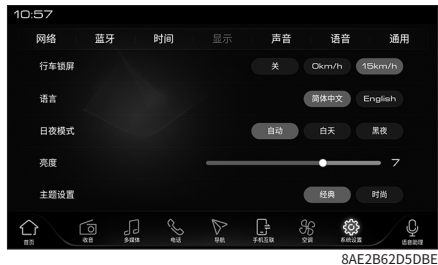 10:57
网络 蓝牙 时间 显示 声音 语音 通用
行车锁屏 关 0km/h 15km/h
语言 简体中文 English
日夜模式 自动 白天 黑夜
亮度 7
主题设置 经典 时尚
首页 收音 多媒体 电话 导航 手机互联 空调 系统设置 语音助理
8AE2B62D5DBE